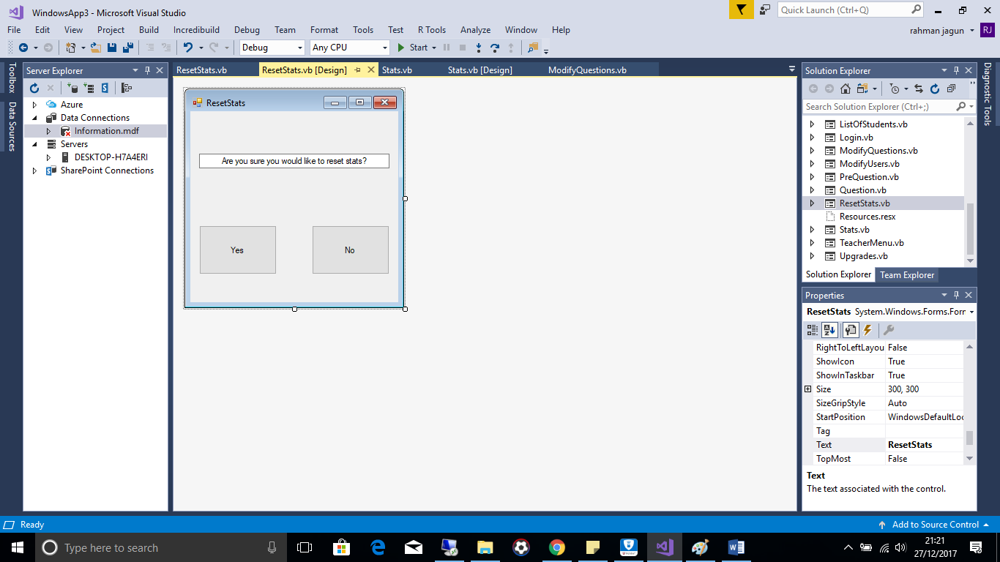 WindowsApp3 - Microsoft Visual Studio
Quick Launch (Ctrl+Q)
File Edit View Project Build Incredibuild Debug Team Format Tools Test R Tools Analyze Window Help
rahman jagun RJ
Debug Any CPU Start
Toolbox
Data Sources
Server Explorer
Azure
Data Connections
Information.mdf
Servers
DESKTOP-H7A4ERI
SharePoint Connections
ResetStats.vb ResetStats.vb [Design] Stats.vb Stats.vb [Design] ModifyQuestions.vb
ResetStats
Are you sure you would like to reset stats?
Yes No
Solution Explorer
Search Solution Explorer (Ctrl+;)
ListOfStudents.vb
Login.vb
ModifyQuestions.vb
ModifyUsers.vb
PreQuestion.vb
Question.vb
ResetStats.vb
Resources.resx
Stats.vb
TeacherMenu.vb
Upgrades.vb
Solution Explorer Team Explorer
Properties
ResetStats System.Windows.Forms.Forr
RightToLeftLayou False
ShowIcon True
ShowInTaskbar True
Size 300, 300
SizeGripStyle Auto
StartPosition WindowsDefaultLoc
Tag
Text ResetStats
TopMost False
Text
The text associated with the control.
Diagnostic Tools
Ready
Add to Source Control
Type here to search
21:21
27/12/2017